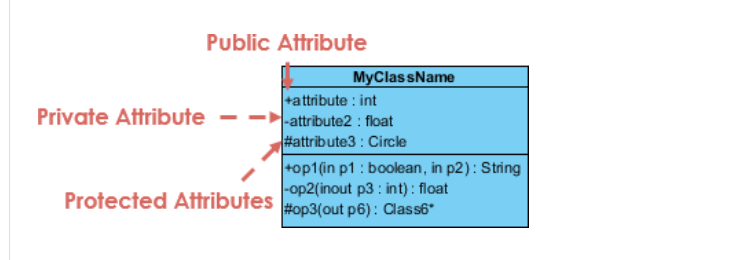 Public Attribute
MyClassName
+attribute : int
Private Attribute
-attribute2 : float
#attribute3 : Circle
+op1(in p1 : boolean, in p2) : String
-op2(inout p3 : int) : float
Protected Attributes
#op3(out p6) : Class6*